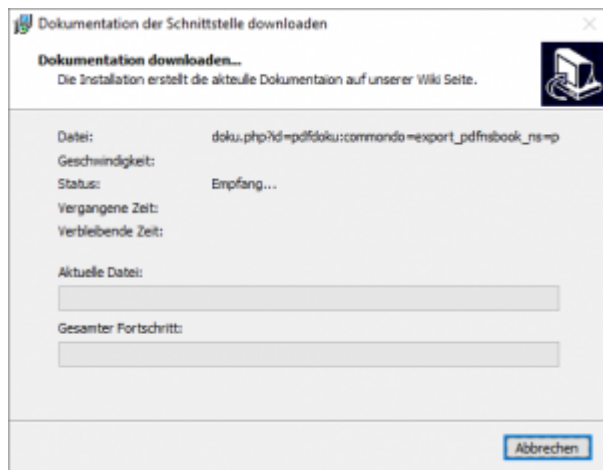 Dokumentation der Schnittstelle downloaden
Dokumentation downloaden...
Die Installation erstellt die akteulle Dokumentaion auf unserer Wiki Seite.
Datei: doku.php?id=pdfdoku:commondo=export_pdfnsbook_ns=p
Geschwindigkeit:
Status: Empfang...
Vergangene Zeit:
Verbleibende Zeit:
Aktuelle Datei:
Gesamter Fortschritt:
Abbrechen